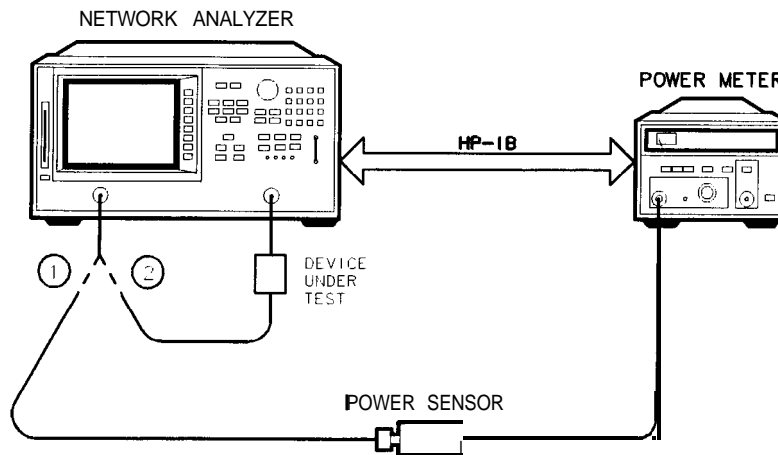 NETWORK ANALYZER
POWER METER
HP-IB
1
2
DEVICE
UNDER
TEST
POWER SENSOR